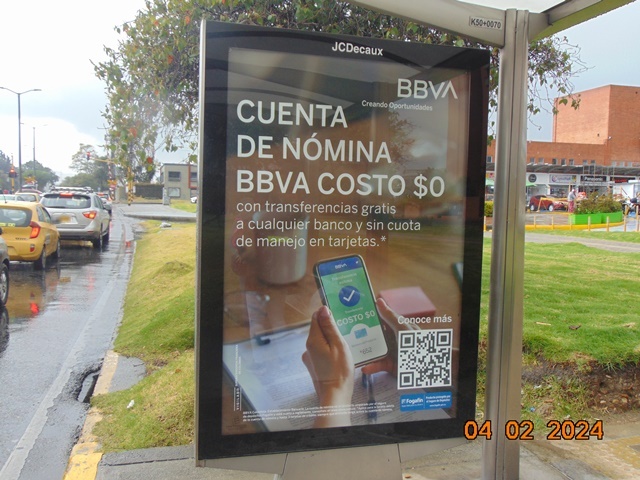 K50+0070
JCDecaux
BBVA
Creando Oportunidades
CUENTA
DE NÓMINA
BBVA COSTO $0
con transferencias gratis
a cualquier banco y sin cuota
de manejo en tarjetas.*
BBVA
COSTO $0
Conoce más
Fogafín
04 02 2024